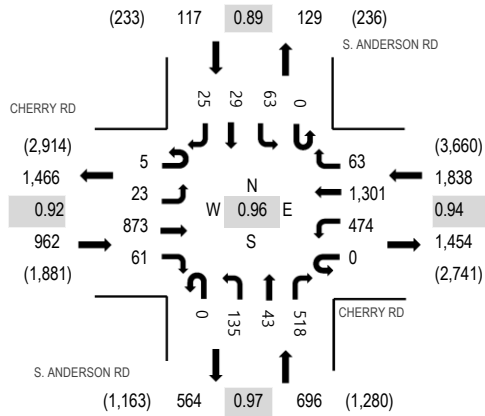 (233) 117 0.89 129 (236)
S. ANDERSON RD
CHERRY RD
25 29 63 0
(2,914) (3,660)
5 63
1,466 1,838
23 N 1,301
0.92 W 0.96 E 0.94
873 474
962 S 1,454
61 0
(1,881) (2,741)
0 135 43 518
CHERRY RD
S. ANDERSON RD
(1,163) 564 0.97 696 (1,280)